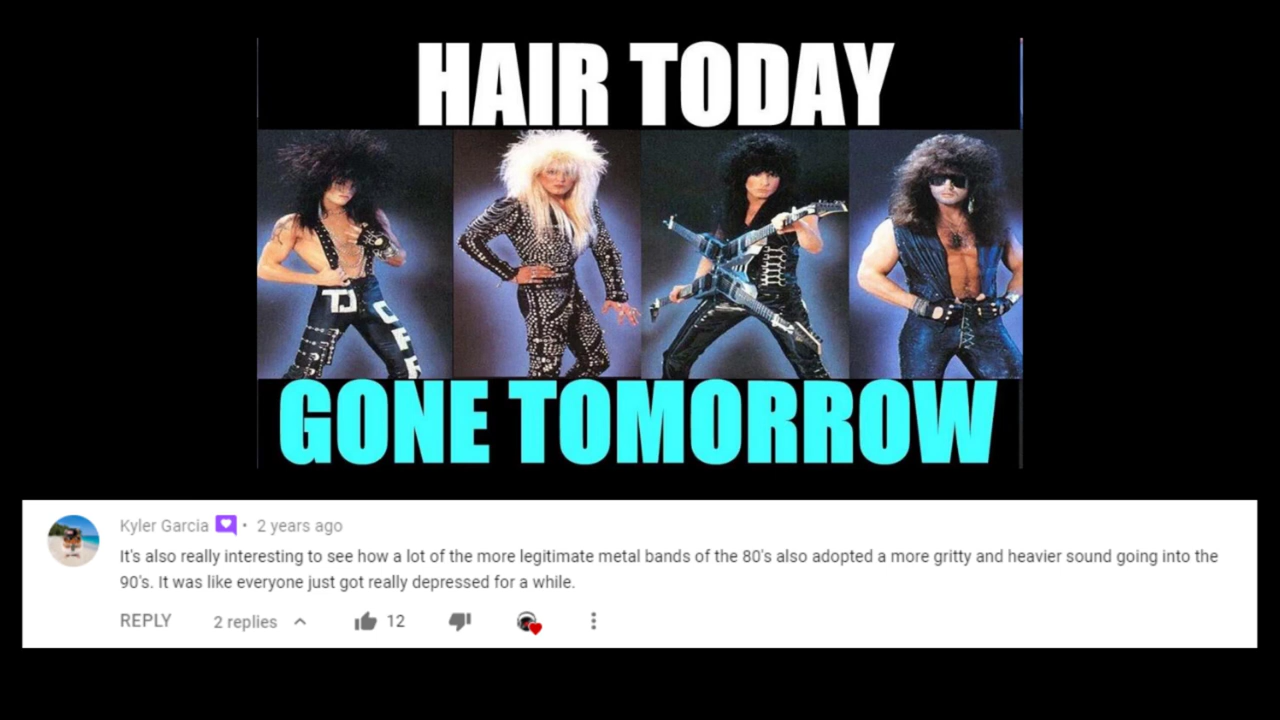 HAIR TODAY
GONE TOMORROW
Kyler Garcia • 2 years ago
It's also really interesting to see how a lot of the more legitimate metal bands of the 80's also adopted a more gritty and heavier sound going into the
90's. It was like everyone just got really depressed for a while.
REPLY 2 replies 12